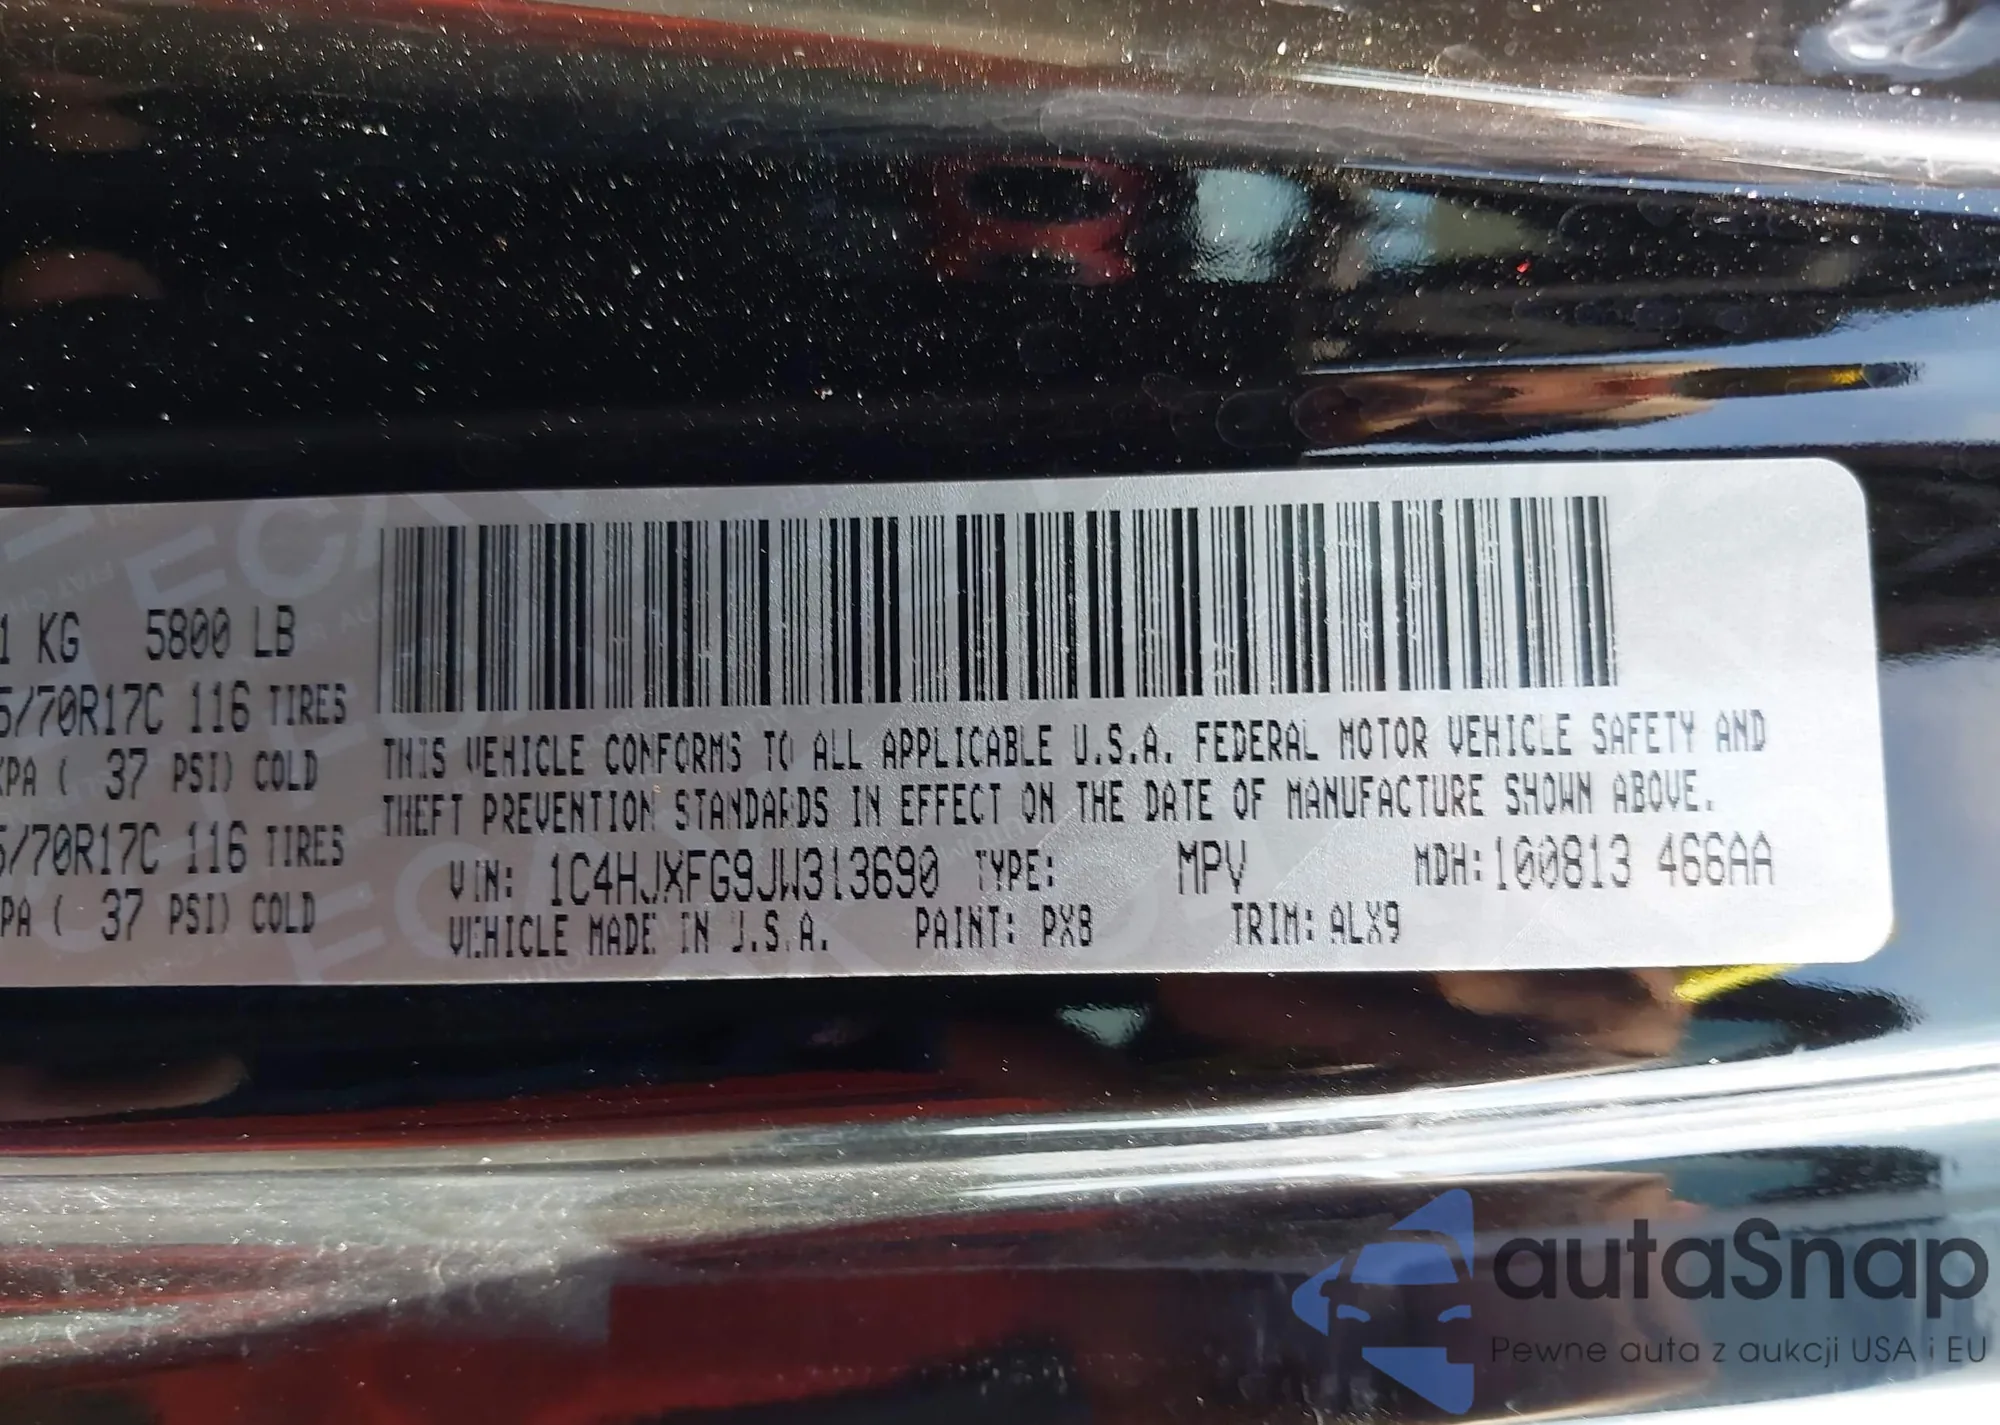 1 KG 5800 LB
5/70R17C 116 TIRES
KPA ( 37 PSI) COLD
5/70R17C 116 TIRES
PA ( 37 PSI) COLD
THIS VEHICLE CONFORMS TO ALL APPLICABLE U.S.A. FEDERAL MOTOR VEHICLE SAFETY AND
THEFT PREVENTION STANDARDS IN EFFECT ON THE DATE OF MANUFACTURE SHOWN ABOVE.
VIN: 1C4HJXFG9JW313690 TYPE: MPV MDH:100813 466AA
VEHICLE MADE IN U.S.A. PAINT: PX8 TRIM: ALX9
autaSnap
Pewne auta z aukcji USA i EU